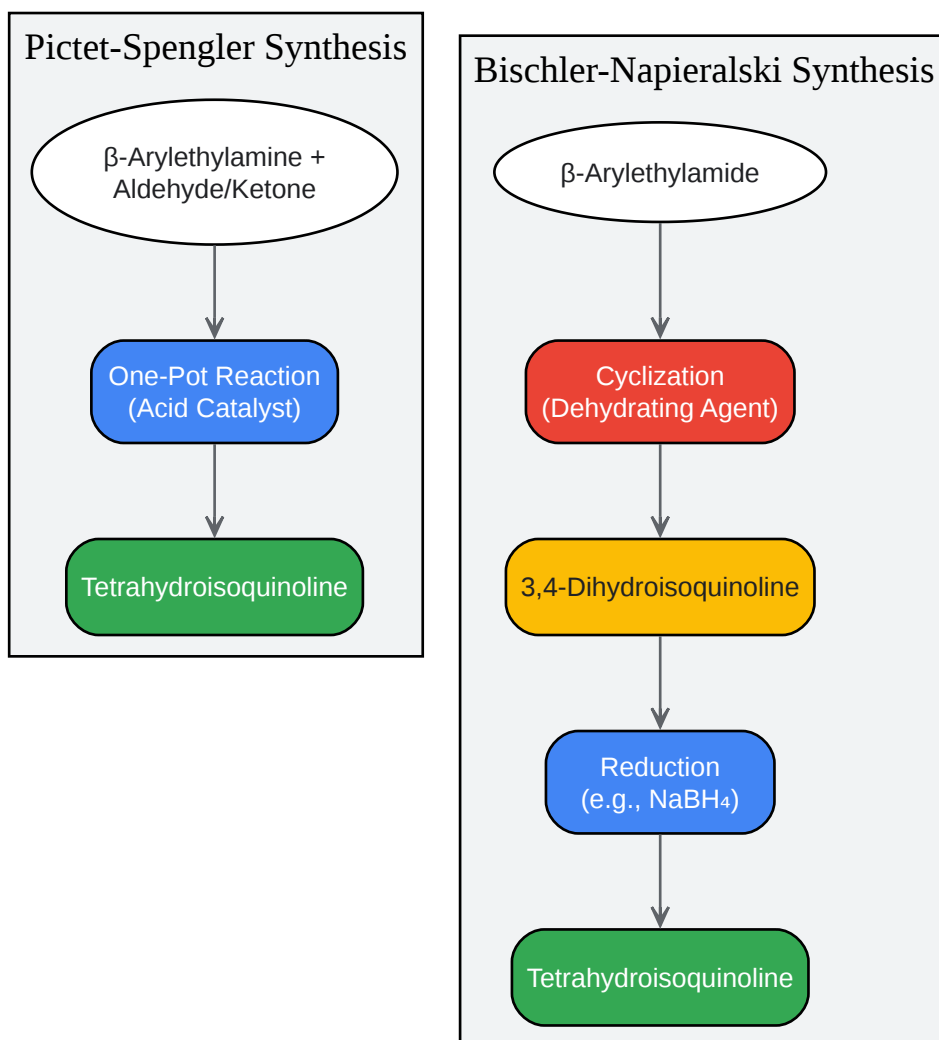 Pictet-Spengler Synthesis
β-Arylethylamine +
Aldehyde/Ketone
One-Pot Reaction
(Acid Catalyst)
Tetrahydroisoquinoline
Bischler-Napieralski Synthesis
β-Arylethylamide
Cyclization
(Dehydrating Agent)
3,4-Dihydroisoquinoline
Reduction
(e.g., NaBH₄)
Tetrahydroisoquinoline